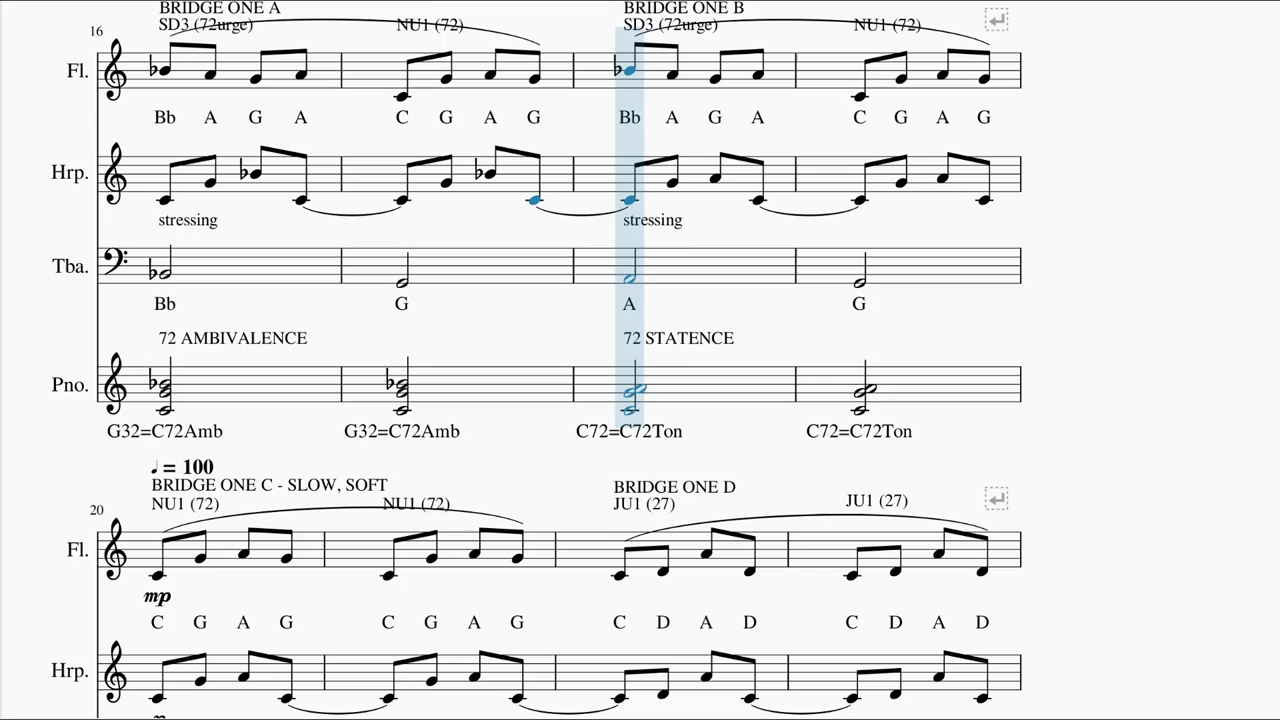 BRIDGE ONE A BRIDGE ONE B
SD3 (72urge) NU1 (72) SD3 (72urge) NU1 (72)
16
Fl.
Bb A G A C G A G Bb A G A C G A G
Hrp.
stressing stressing
Tba.
Bb G A G
72 AMBIVALENCE 72 STATENCE
Pno.
G32=C72Amb G32=C72Amb C72=C72Ton C72=C72Ton
♩ = 100
BRIDGE ONE C - SLOW, SOFT BRIDGE ONE D
NU1 (72) NU1 (72) JU1 (27) JU1 (27)
20
Fl.
mp
C G A G C G A G C D A D C D A D
Hrp.